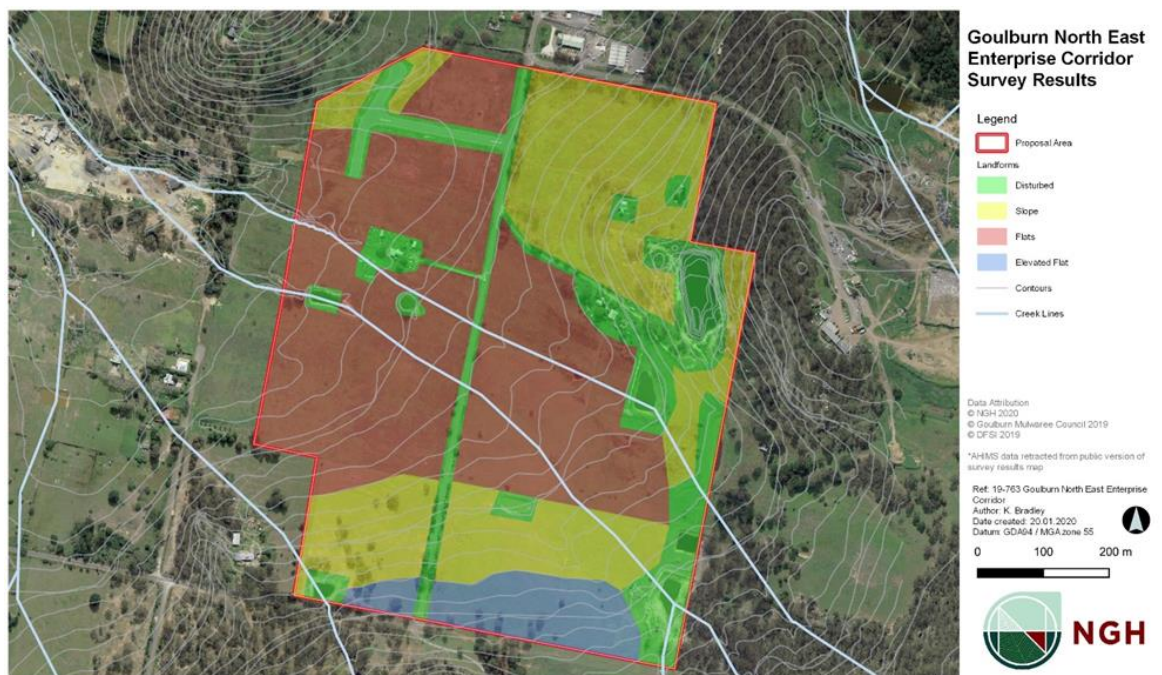 Goulburn North East
Enterprise Corridor
Survey Results
Legend
Proposal Area
Landforms
Disturbed
Slope
Flats
Elevated Flat
Contours
Creek Lines
Data Attribution
© NGH 2020
© Goulburn Mulwaree Council 2019
© DFSI 2019
*AHIMS data retracted from public version of
survey results map
Ref: 19-763 Goulburn North East Enterprise
Corridor
Author: K. Bradley
Date created: 20.01.2020
Datum: GDA94 / MGA zone 55
0 100 200 m
NGH